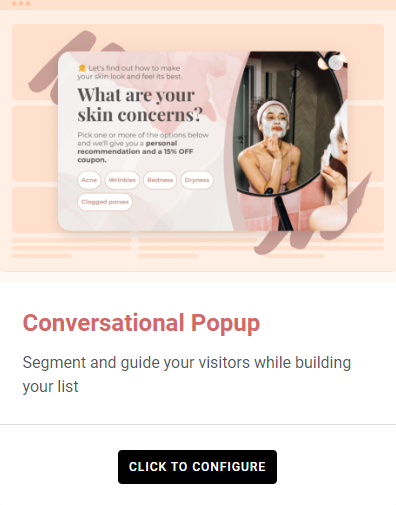 Let's find out how to make
your skin look and feel its best.
What are your
skin concerns?
Pick one or more of the options below
and we'll give you a personal
recommendation and a 15% OFF
coupon.
Acne Wrinkles Redness Dryness
Clogged porses
Conversational Popup
Segment and guide your visitors while building
your list
CLICK TO CONFIGURE